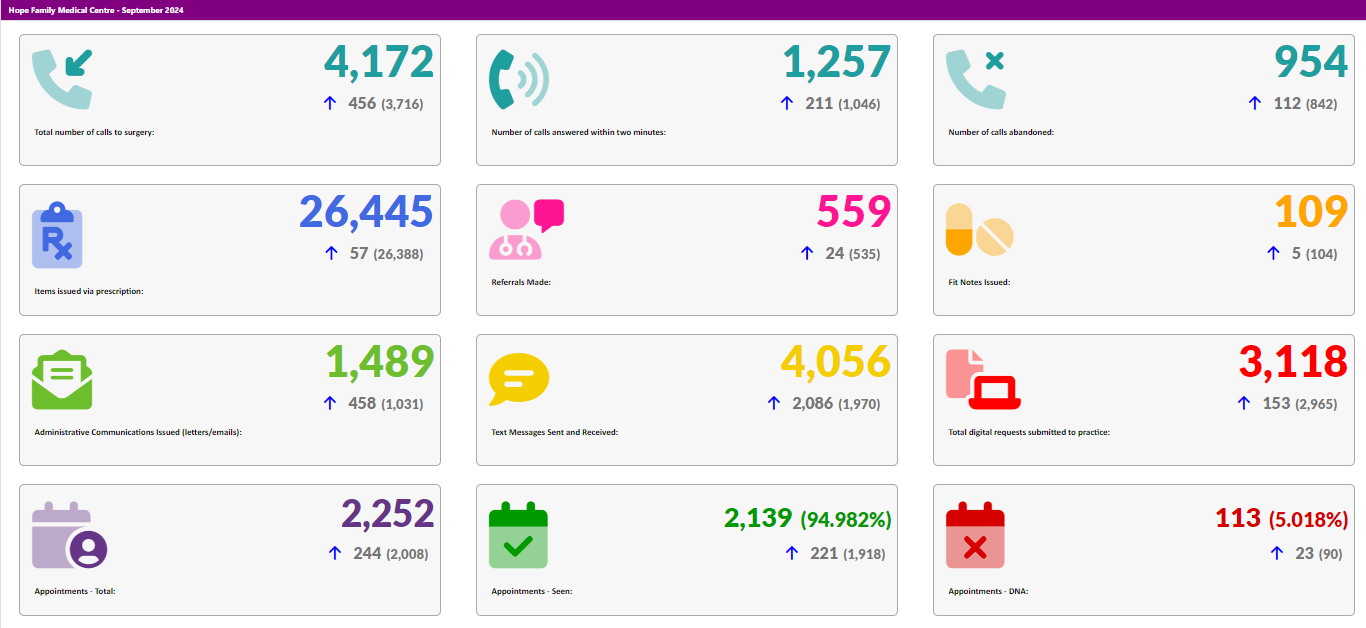 Hope Family Medical Centre - September 2024
4,172
↑ 456 (3,716)
Total number of calls to surgery:
1,257
↑ 211 (1,046)
Number of calls answered within two minutes:
954
↑ 112 (842)
Number of calls abandoned:
Rx
26,445
↑ 57 (26,388)
Items issued via prescription:
559
↑ 24 (535)
Referrals Made:
109
↑ 5 (104)
Fit Notes Issued:
1,489
↑ 458 (1,031)
Administrative Communications Issued (letters/emails):
4,056
↑ 2,086 (1,970)
Text Messages Sent and Received:
3,118
↑ 153 (2,965)
Total digital requests submitted to practice:
2,252
↑ 244 (2,008)
Appointments - Total:
2,139 (94.982%)
↑ 221 (1,918)
Appointments - Seen:
113 (5.018%)
↑ 23 (90)
Appointments - DNA: